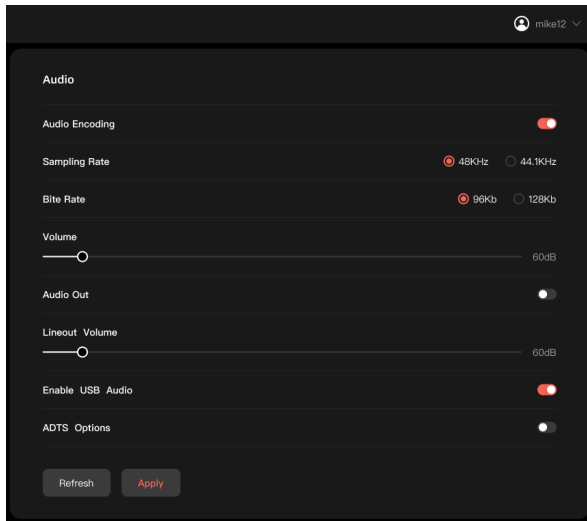 mike12
Audio
Audio Encoding
Sampling Rate 48KHz 44.1KHz
Bite Rate 96Kb 128Kb
Volume
60dB
Audio Out
Lineout Volume
60dB
Enable USB Audio
ADTS Options
Refresh Apply